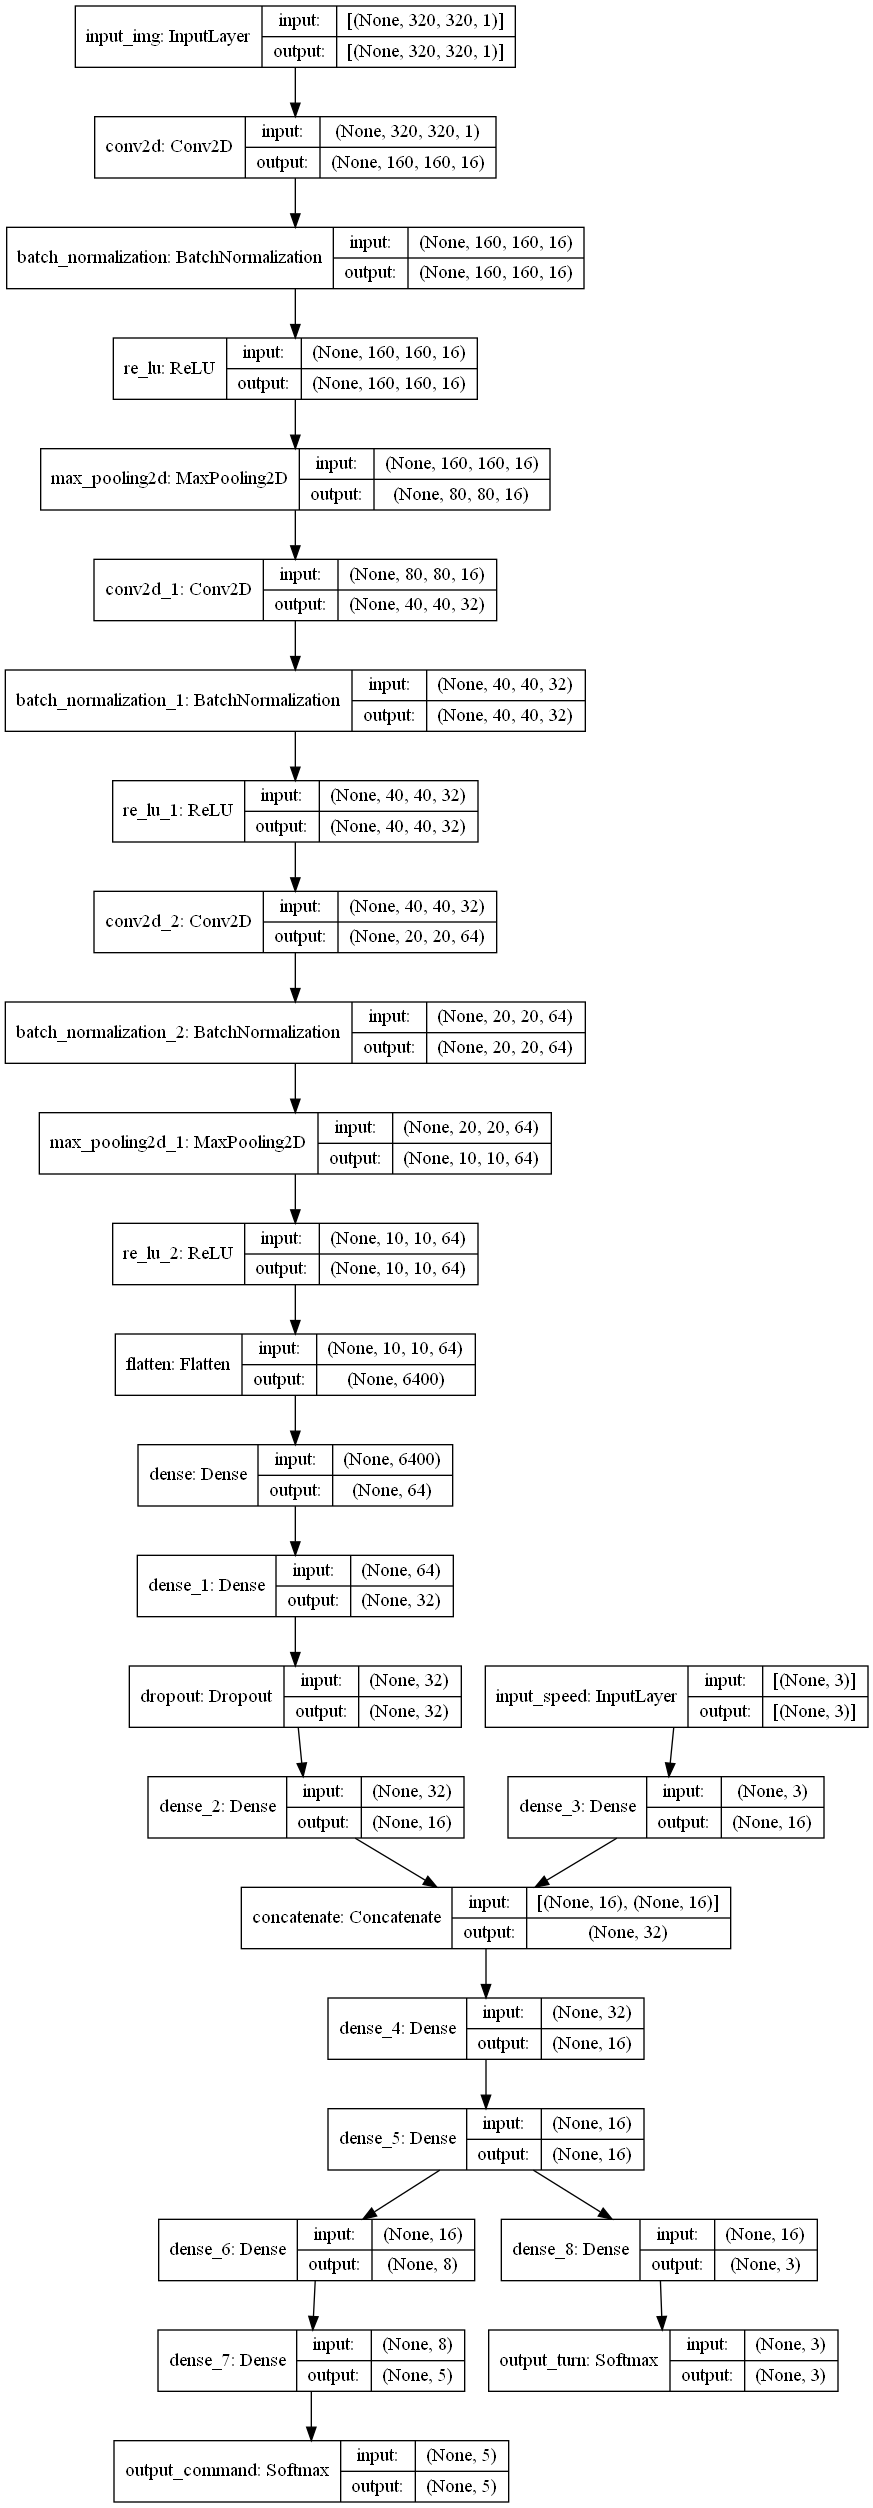 input_img: InputLayer
input: [(None, 320, 320, 1)]
output: [(None, 320, 320, 1)]
conv2d: Conv2D
input: (None, 320, 320, 1)
output: (None, 160, 160, 16)
batch_normalization: BatchNormalization
input: (None, 160, 160, 16)
output: (None, 160, 160, 16)
re_lu: ReLU
input: (None, 160, 160, 16)
output: (None, 160, 160, 16)
max_pooling2d: MaxPooling2D
input: (None, 160, 160, 16)
output: (None, 80, 80, 16)
conv2d_1: Conv2D
input: (None, 80, 80, 16)
output: (None, 40, 40, 32)
batch_normalization_1: BatchNormalization
input: (None, 40, 40, 32)
output: (None, 40, 40, 32)
re_lu_1: ReLU
input: (None, 40, 40, 32)
output: (None, 40, 40, 32)
conv2d_2: Conv2D
input: (None, 40, 40, 32)
output: (None, 20, 20, 64)
batch_normalization_2: BatchNormalization
input: (None, 20, 20, 64)
output: (None, 20, 20, 64)
max_pooling2d_1: MaxPooling2D
input: (None, 20, 20, 64)
output: (None, 10, 10, 64)
re_lu_2: ReLU
input: (None, 10, 10, 64)
output: (None, 10, 10, 64)
flatten: Flatten
input: (None, 10, 10, 64)
output: (None, 6400)
dense: Dense
input: (None, 6400)
output: (None, 64)
dense_1: Dense
input: (None, 64)
output: (None, 32)
dropout: Dropout
input: (None, 32)
output: (None, 32)
input_speed: InputLayer
input: [(None, 3)]
output: [(None, 3)]
dense_2: Dense
input: (None, 32)
output: (None, 16)
dense_3: Dense
input: (None, 3)
output: (None, 16)
concatenate: Concatenate
input: [(None, 16), (None, 16)]
output: (None, 32)
dense_4: Dense
input: (None, 32)
output: (None, 16)
dense_5: Dense
input: (None, 16)
output: (None, 16)
dense_6: Dense
input: (None, 16)
output: (None, 8)
dense_8: Dense
input: (None, 16)
output: (None, 3)
dense_7: Dense
input: (None, 8)
output: (None, 5)
output_turn: Softmax
input: (None, 3)
output: (None, 3)
output_command: Softmax
input: (None, 5)
output: (None, 5)